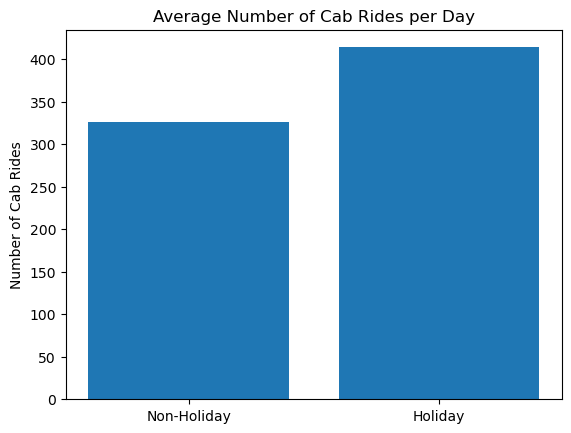 Average Number of Cab Rides per Day
Number of Cab Rides
400
350
300
250
200
150
100
50
0
Non-Holiday
Holiday